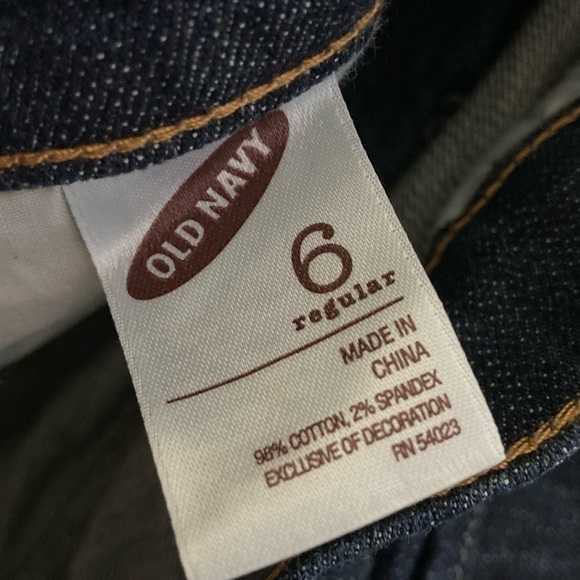 OLD NAVY
6
regular
MADE IN
CHINA
98% COTTON, 2% SPANDEX
EXCLUSIVE OF DECORATION
RN 54023